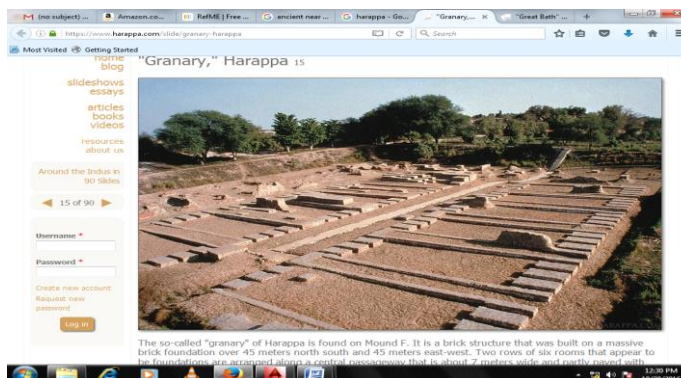 (no subject) ...
Amazon.co...
RefME | Free ...
encient near ...
harappa - Go...
"Granary,...
"Great Bath" ...
https://www.harappa.com/slide/granary-harappa
Search
Most Visited
Getting Started
home
blog
slideshows
essays
articles
books
videos
resources
about us
Around the Indus in
90 Slides
15 of 90
Username *
Password *
Create new account
Request new
password
Log in
"Granary," Harappa 15
The so-called "granary" of Harappa is found on Mound F. It is a brick structure that was built on a massive
brick foundation over 45 meters north south and 45 meters east-west. Two rows of six rooms that appear to
be foundations are arranged along a central passageway that is about 7 meters wide and partly paved with
12:30 PM